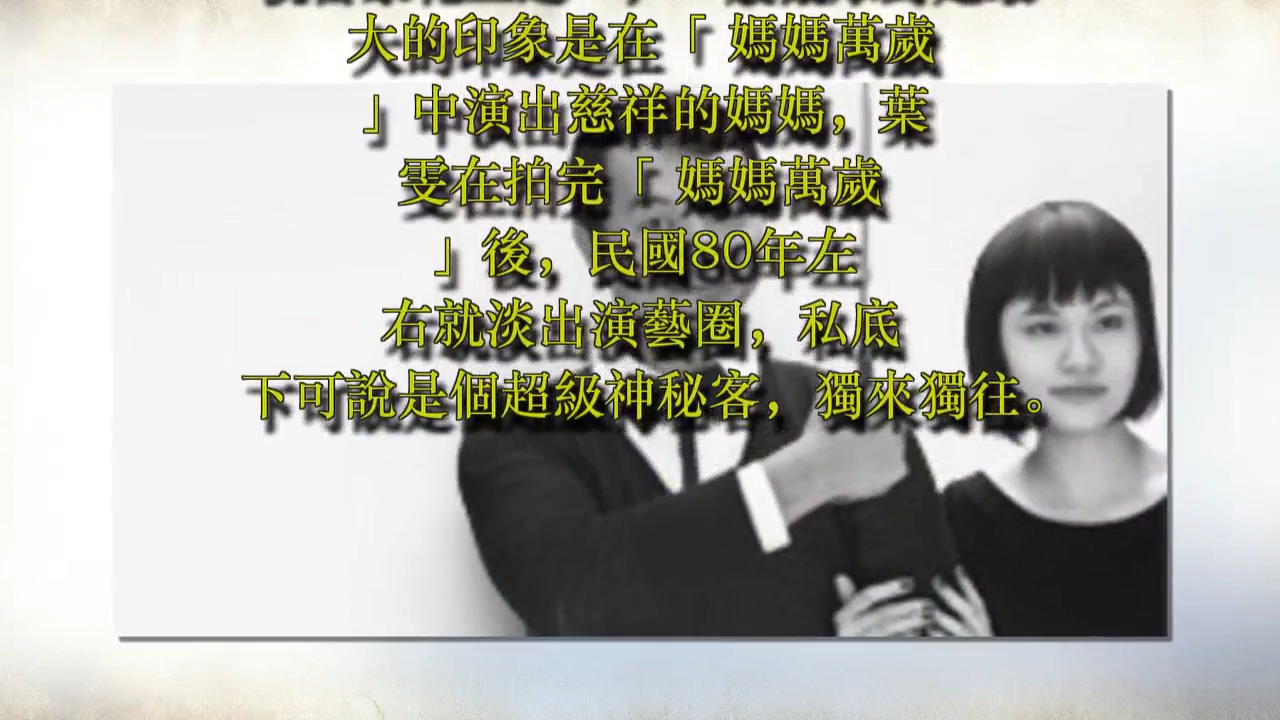 大的印象是在「 媽媽萬歲
」中演出慈祥的媽媽，葉
雯在拍完「 媽媽萬歲
」後，民國80年左
右就淡出演藝圈，私底
下可說是個超級神秘客，獨來獨往。